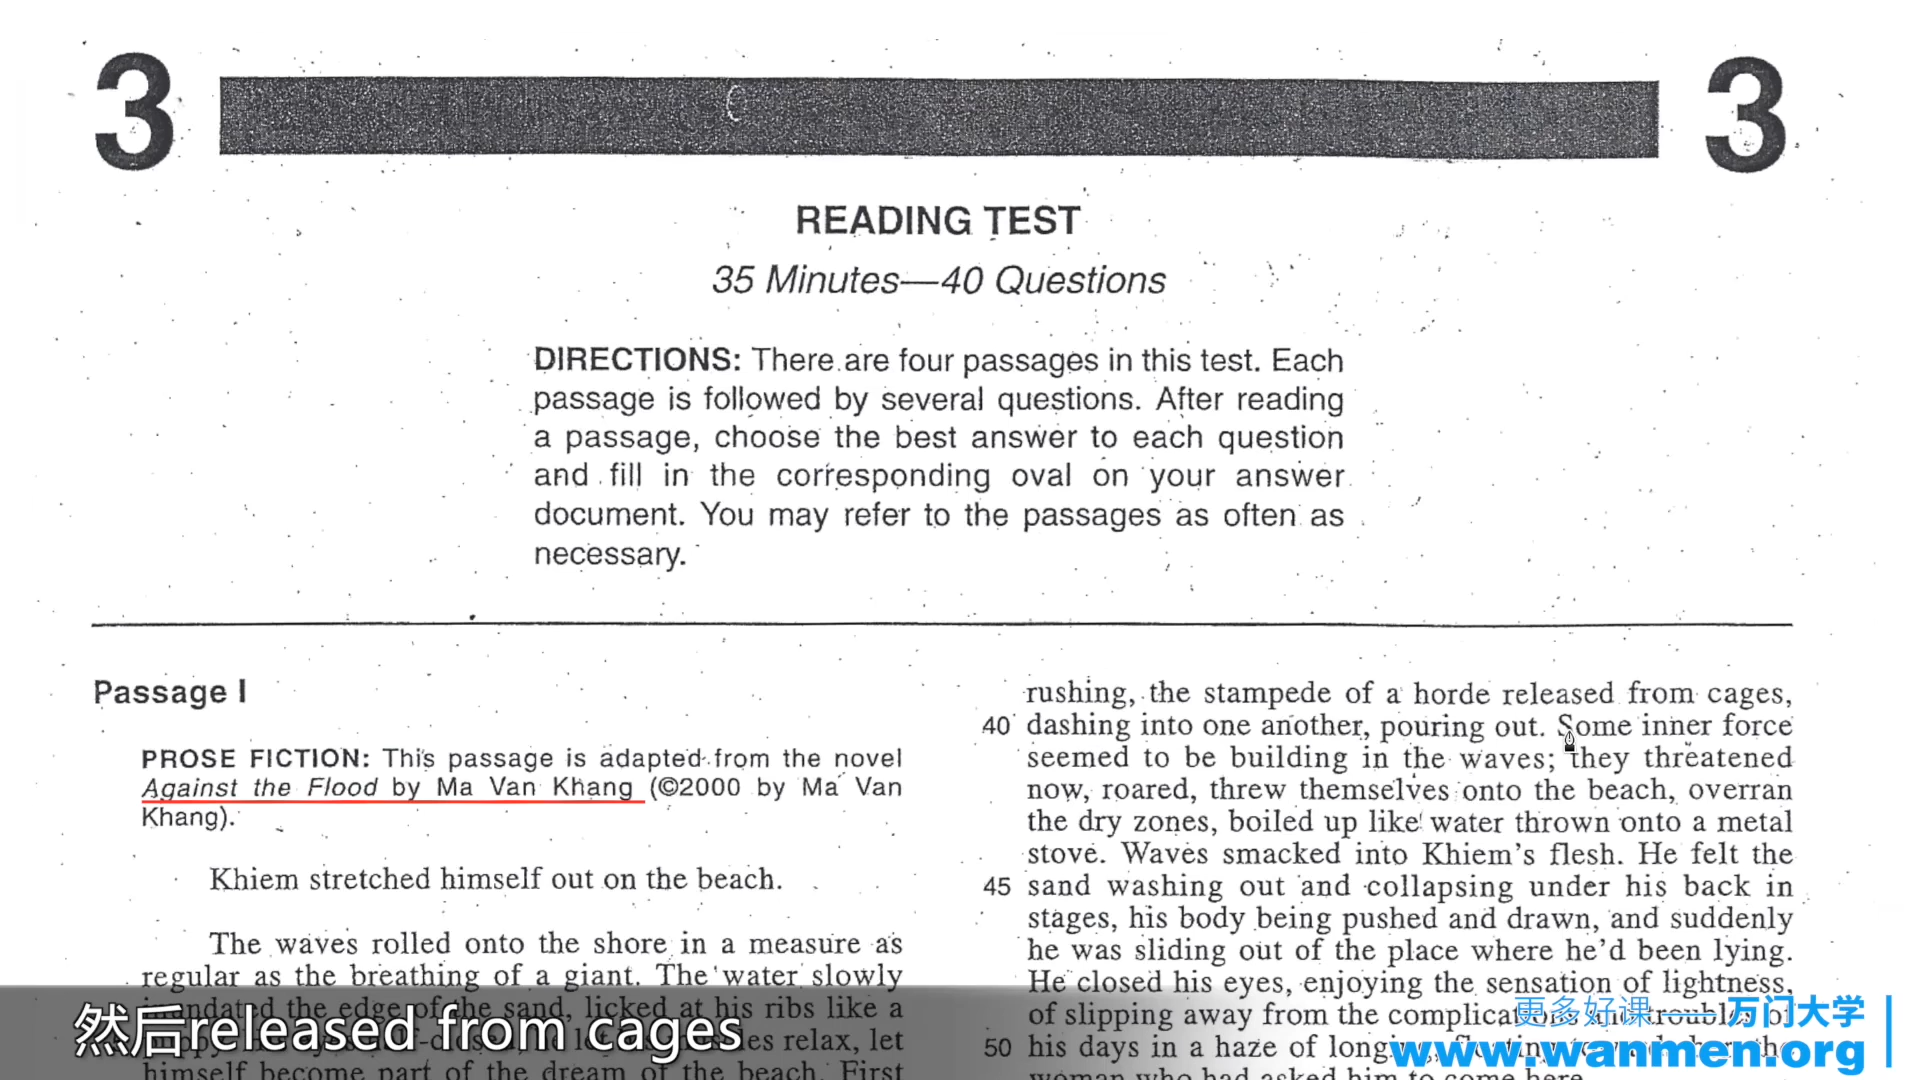 3
3
READING TEST
35 Minutes—40 Questions
DIRECTIONS: There are four passages in this test. Each
passage is followed by several questions. After reading
a passage, choose the best answer to each question
and fill in the corresponding oval on your answer
document. You may refer to the passages as often as
necessary.
Passage I
PROSE FICTION: This passage is adapted from the novel
Against the Flood by Ma Van Khang (©2000 by Ma Van
Khang).
Khiem stretched himself out on the beach.
The waves rolled onto the shore in a measure as
regular as the breathing of a giant. The water slowly
inundated the edge of the sand, licked at his ribs like a
les relax, let
himself become part of the dream of the beach. First
rushing, the stampede of a horde released from cages,
40 dashing into one another, pouring out. Some inner force
seemed to be building in the waves; they threatened
now, roared, threw themselves onto the beach, overran
the dry zones, boiled up like water thrown onto a metal
stove. Waves smacked into Khiem's flesh. He felt the
45 sand washing out and collapsing under his back in
stages, his body being pushed and drawn, and suddenly
he was sliding out of the place where he'd been lying.
He closed his eyes, enjoying the sensation of lightness,
of slipping away from the complications and troubles of
50 his days in a haze of longing, the
woman who had asked him to come here
然后released from cages
更多好课——万门大学
www.wanmen.org